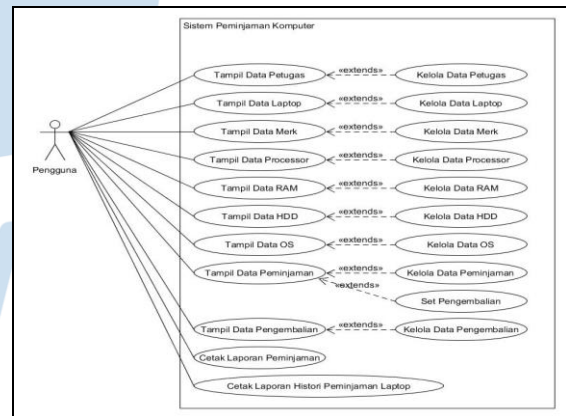 Sistem Peminjaman Komputer
Tampil Data Petugas «extends» Kelola Data Petugas
Tampil Data Laptop «extends» Kelola Data Laptop
Tampil Data Merk «extends» Kelola Data Merk
Pengguna
Tampil Data Processor «extends» Kelola Data Processor
Tampil Data RAM «extends» Kelola Data RAM
Tampil Data HDD «extends» Kelola Data HDD
Tampil Data OS «extends» Kelola Data OS
Tampil Data Peminjaman «extends» Kelola Data Peminjaman
«extends» Set Pengembalian
Tampil Data Pengembalian «extends» Kelola Data Pengembalian
Cetak Laporan Peminjaman
Cetak Laporan Histori Peminjaman Laptop